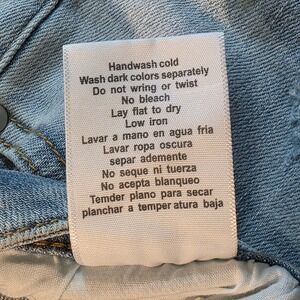 Handwash cold
Wash dark colors separately
Do not wring or twist
No bleach
Lay flat to dry
Low iron
Lavar a mano en agua fria
Lavar ropa oscura
separ ademente
No seque ni tuerza
No acepta blanqueo
Temder plano para secar
planchar a temper atura baja